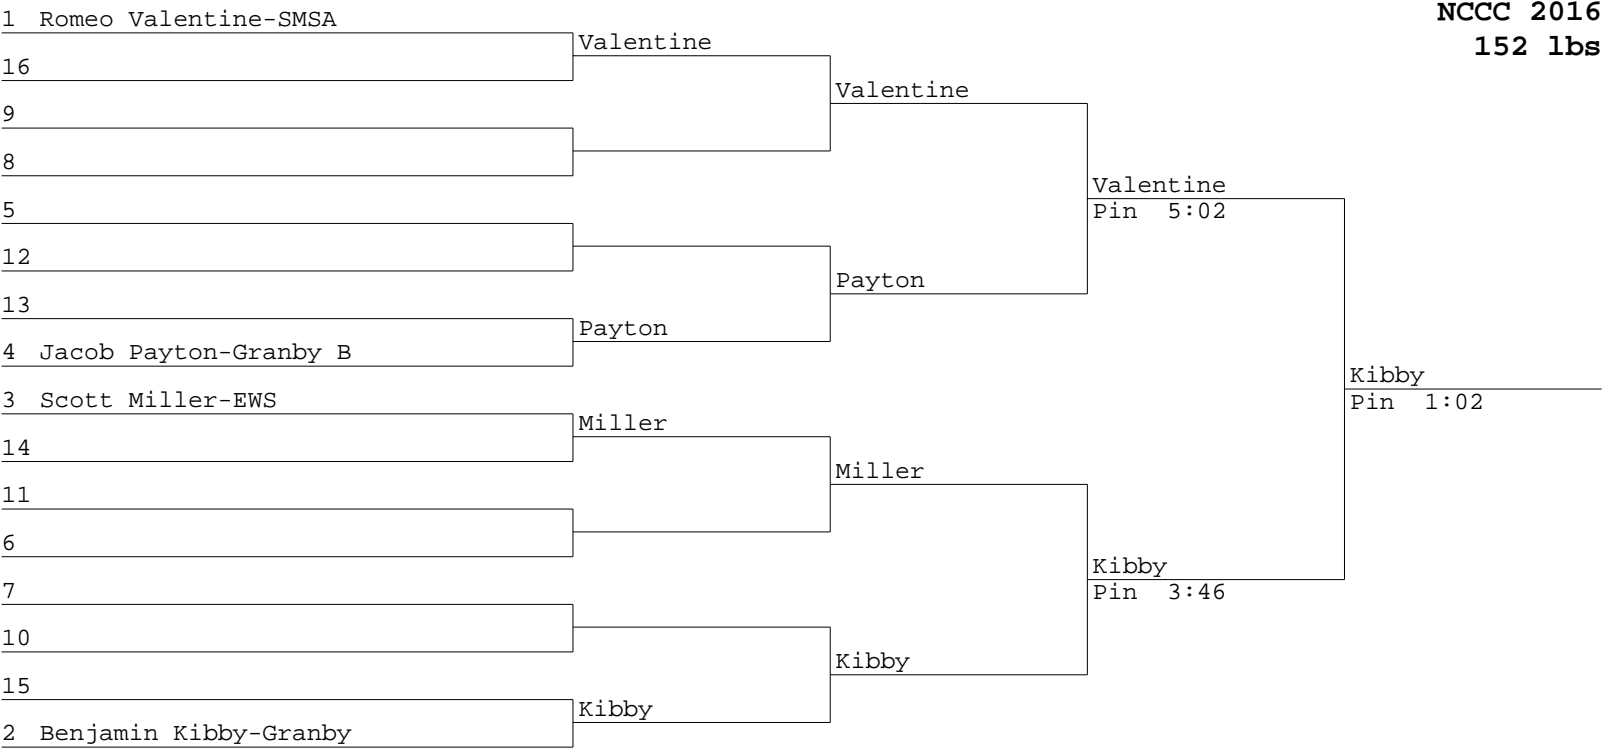 NCCC 2016
152 lbs
1 Romeo Valentine-SMSA
Valentine
16
Valentine
9
8
Valentine
Pin 5:02
5
12
Payton
13
Payton
4 Jacob Payton-Granby B
Kibby
Pin 1:02
3 Scott Miller-EWS
Miller
14
Miller
11
6
Kibby
Pin 3:46
7
10
Kibby
15
Kibby
2 Benjamin Kibby-Granby